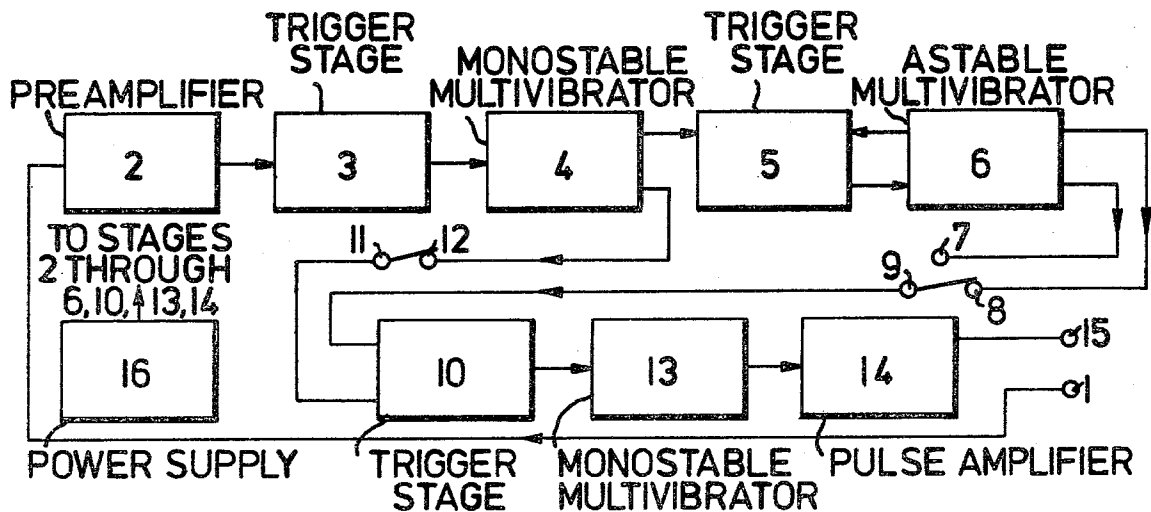 TRIGGER
STAGE
TRIGGER
STAGE
MONOSTABLE
MULTIVIBRATOR
ASTABLE
MULTIVIBRATOR
PREAMPLIFIER
2
3
4
5
6
TO STAGES
2 THROUGH
6,10, 13,14
11
12
7
9
8
16
10
13
14
15
1
POWER SUPPLY
TRIGGER
STAGE
MONOSTABLE
MULTIVIBRATOR
PULSE AMPLIFIER